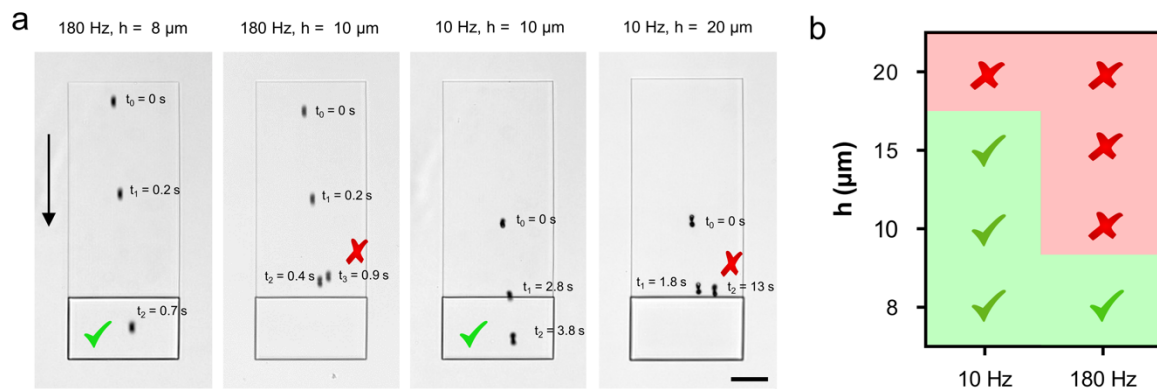 a
180 Hz, h = 8 µm
180 Hz, h = 10 µm
10 Hz, h = 10 µm
10 Hz, h = 20 µm
t₀ = 0 s
t₁ = 0.2 s
t₂ = 0.7 s
t₀ = 0 s
t₁ = 0.2 s
t₂ = 0.4 s
t₃ = 0.9 s
t₀ = 0 s
t₁ = 2.8 s
t₂ = 3.8 s
t₀ = 0 s
t₁ = 1.8 s
t₂ = 13 s
b
h (µm)
20
15
10
8
10 Hz
180 Hz